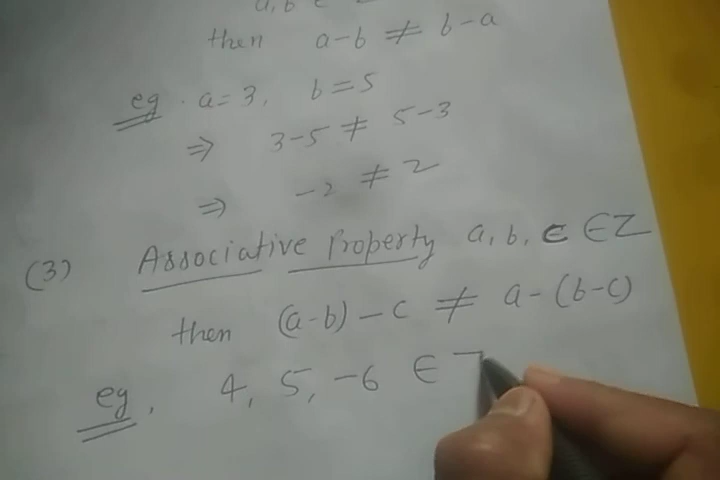 a, b
then a-b ≠ b-a
eg. a=3, b=5
⇒ 3-5 ≠ 5-3
⇒ -2 ≠ 2
(3) Associative Property a, b, c ∈ Z
then (a-b)-c ≠ a-(b-c)
eg. 4, 5, -6 ∈